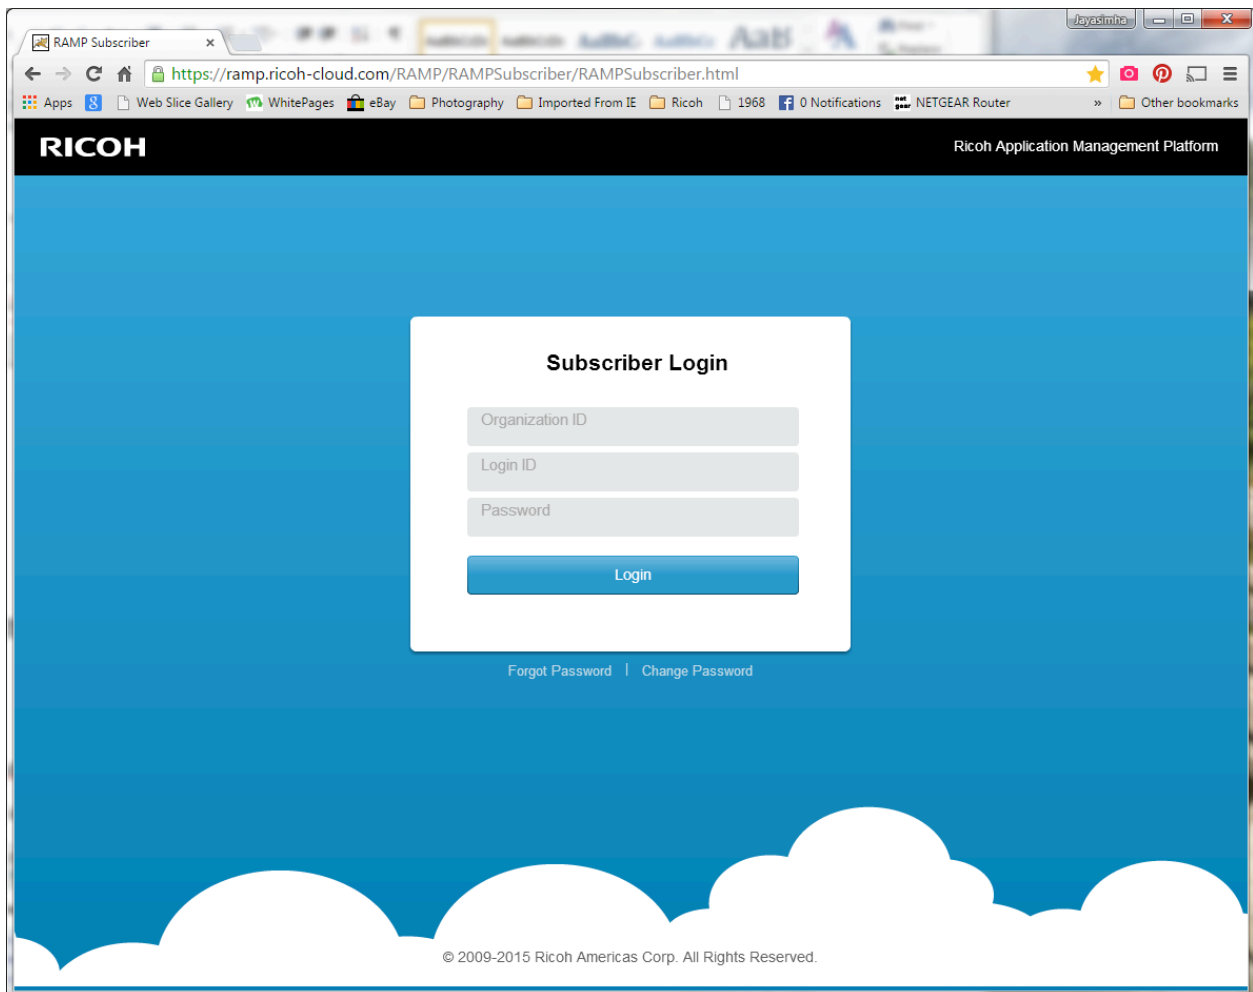 Jayasimha
RAMP Subscriber
https://ramp.ricoh-cloud.com/RAMP/RAMPSubscriber/RAMPSubscriber.html
Apps Web Slice Gallery WhitePages eBay Photography Imported From IE Ricoh 1968 0 Notifications NETGEAR Router » Other bookmarks
RICOH Ricoh Application Management Platform
Subscriber Login
Organization ID
Login ID
Password
Login
Forgot Password | Change Password
© 2009-2015 Ricoh Americas Corp. All Rights Reserved.